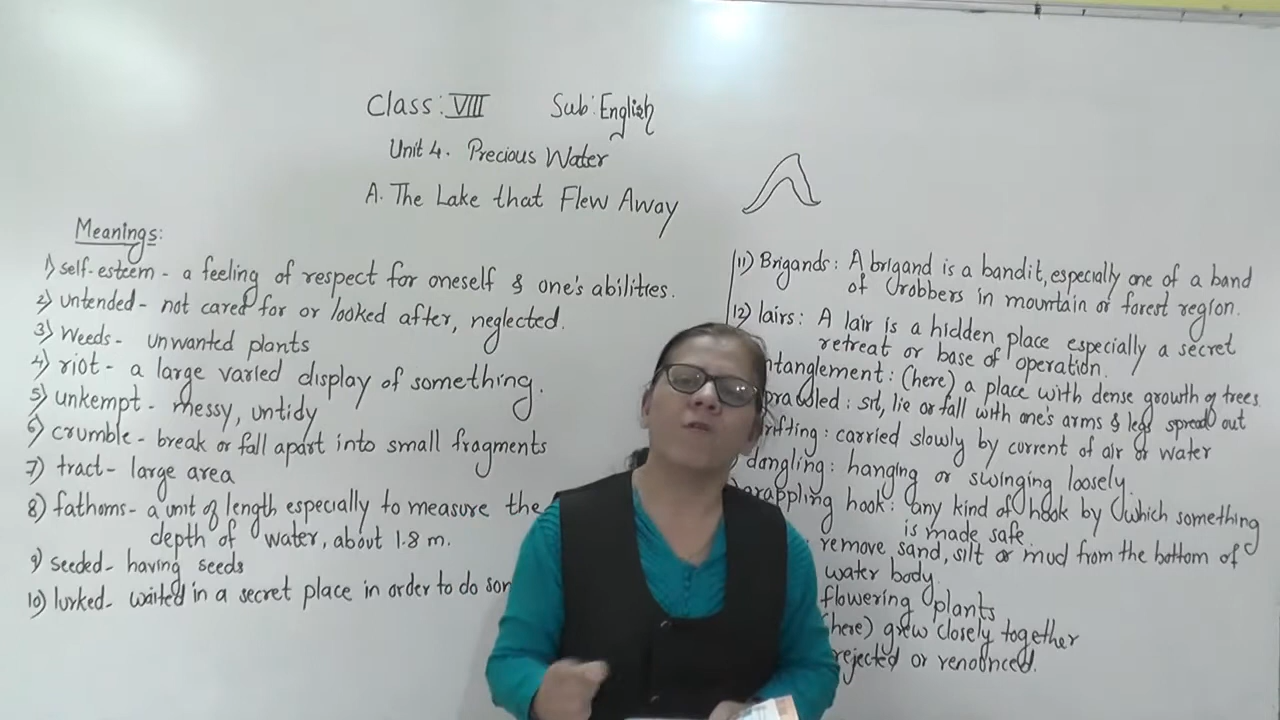 Class: VIII Sub: English
Unit 4. Precious Water
A. The Lake that Flew Away
Meanings:
1) self-esteem - a feeling of respect for oneself & one's abilities.
2) untended - not cared for or looked after, neglected.
3) Weeds - unwanted plants
4) riot - a large varied display of something.
5) unkempt - messy, untidy
6) crumble - break or fall apart into small fragments
7) tract - large area
8) fathoms - a unit of length especially to measure the
depth of water, about 1.8 m.
9) seeded - having seeds
10) lurked - waited in a secret place in order to do
11) Brigands: A brigand is a bandit, especially one of a band
of robbers in mountain or forest region.
12) lairs: A lair is a hidden place especially a secret
retreat or base of operation.
ntanglement: (here) a place with dense growth of trees.
prawled: sit, lie or fall with one's arms & legs spread out
rifting: carried slowly by current of air or water
dangling: hanging or swinging loosely.
grappling hook: any kind of hook by which something
is made safe.
: remove sand, silt or mud from the bottom of
water body.
flowering plants
(here) grew closely together
rejected or renounced.